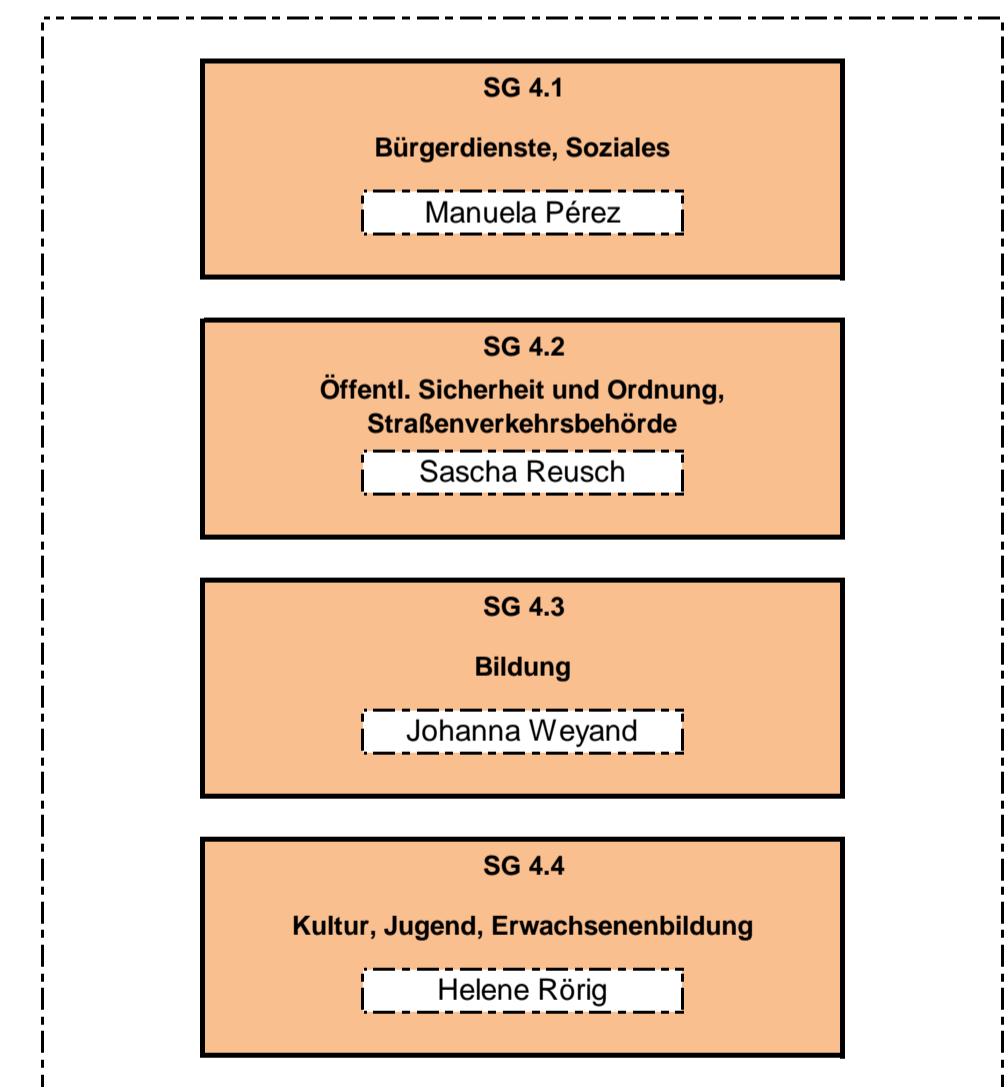 SG 4.1
Bürgerdienste, Soziales
Manuela Pérez
SG 4.2
Öffentl. Sicherheit und Ordnung,
Straßenverkehrsbehörde
Sascha Reusch
SG 4.3
Bildung
Johanna Weyand
SG 4.4
Kultur, Jugend, Erwachsenenbildung
Helene Rörig